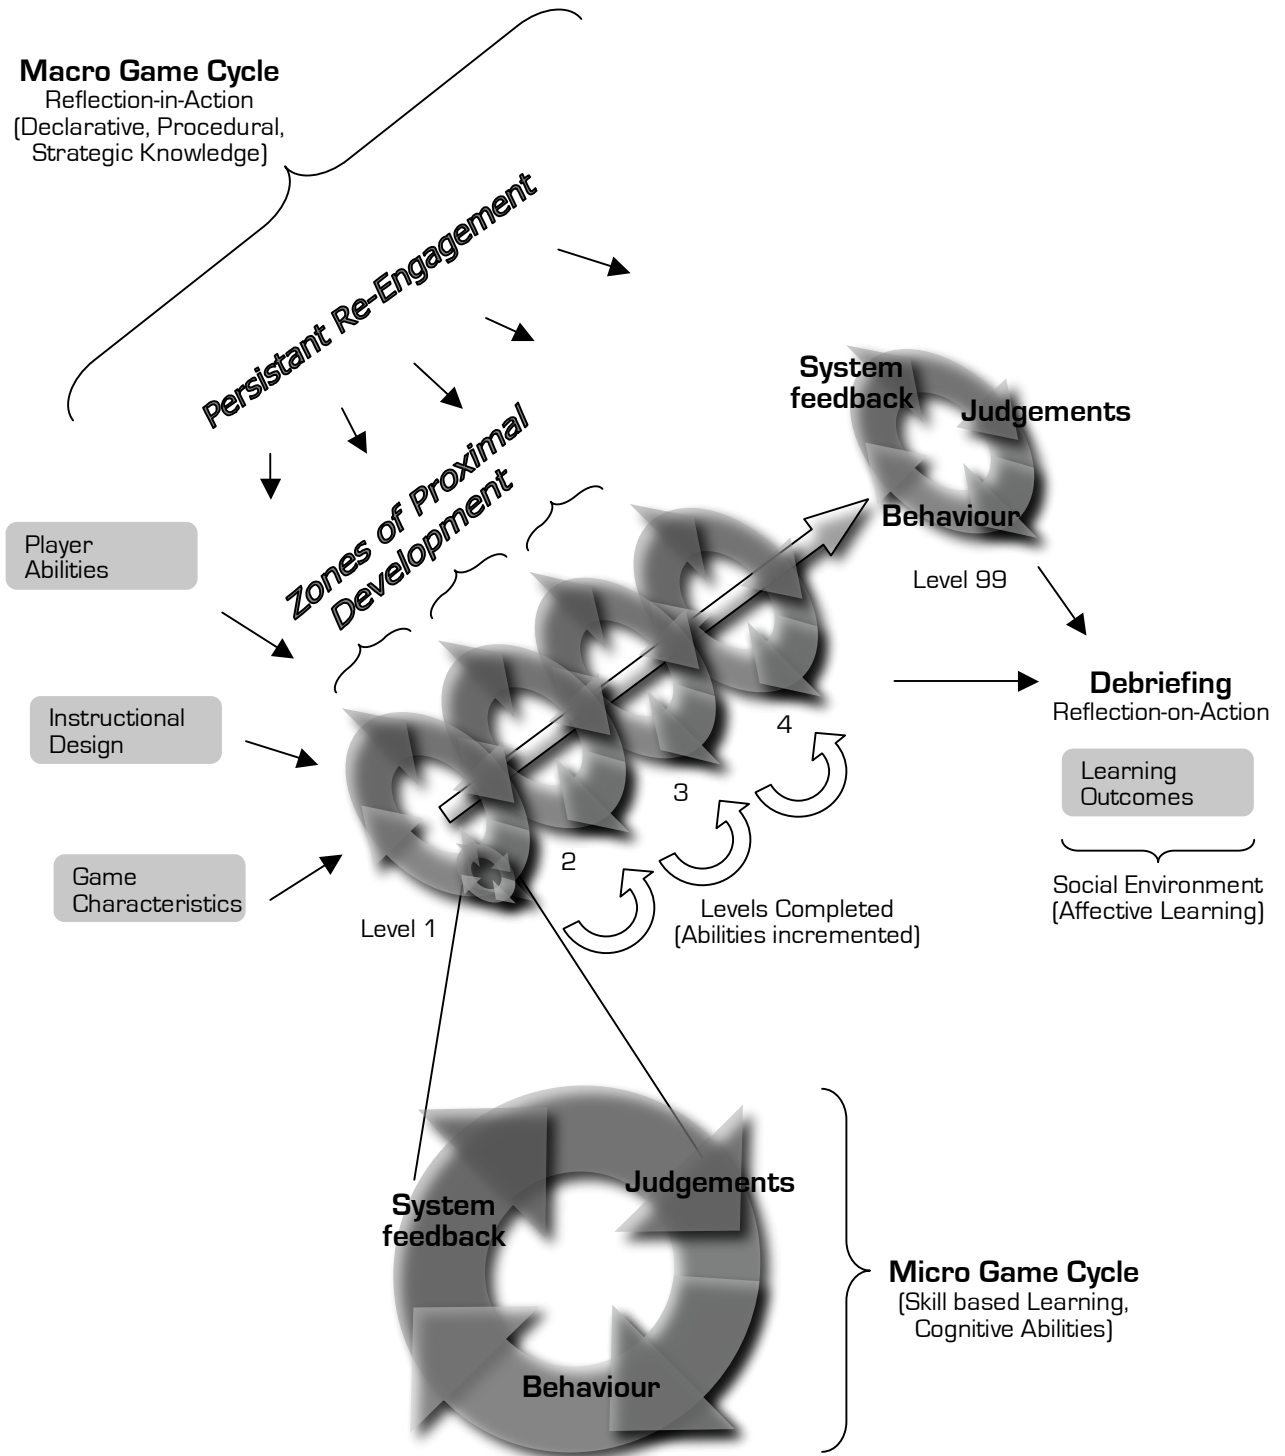 Macro Game Cycle
Reflection-in-Action
(Declarative, Procedural,
Strategic Knowledge)
Persistant Re-Engagement
Zones of Proximal
Development
Player
Abilities
Instructional
Design
Game
Characteristics
System
feedback
Judgements
Behaviour
Level 99
4
3
2
Level 1
Levels Completed
(Abilities incremented)
Debriefing
Reflection-on-Action
Learning
Outcomes
Social Environment
(Affective Learning)
System
feedback
Judgements
Behaviour
Micro Game Cycle
(Skill based Learning,
Cognitive Abilities)